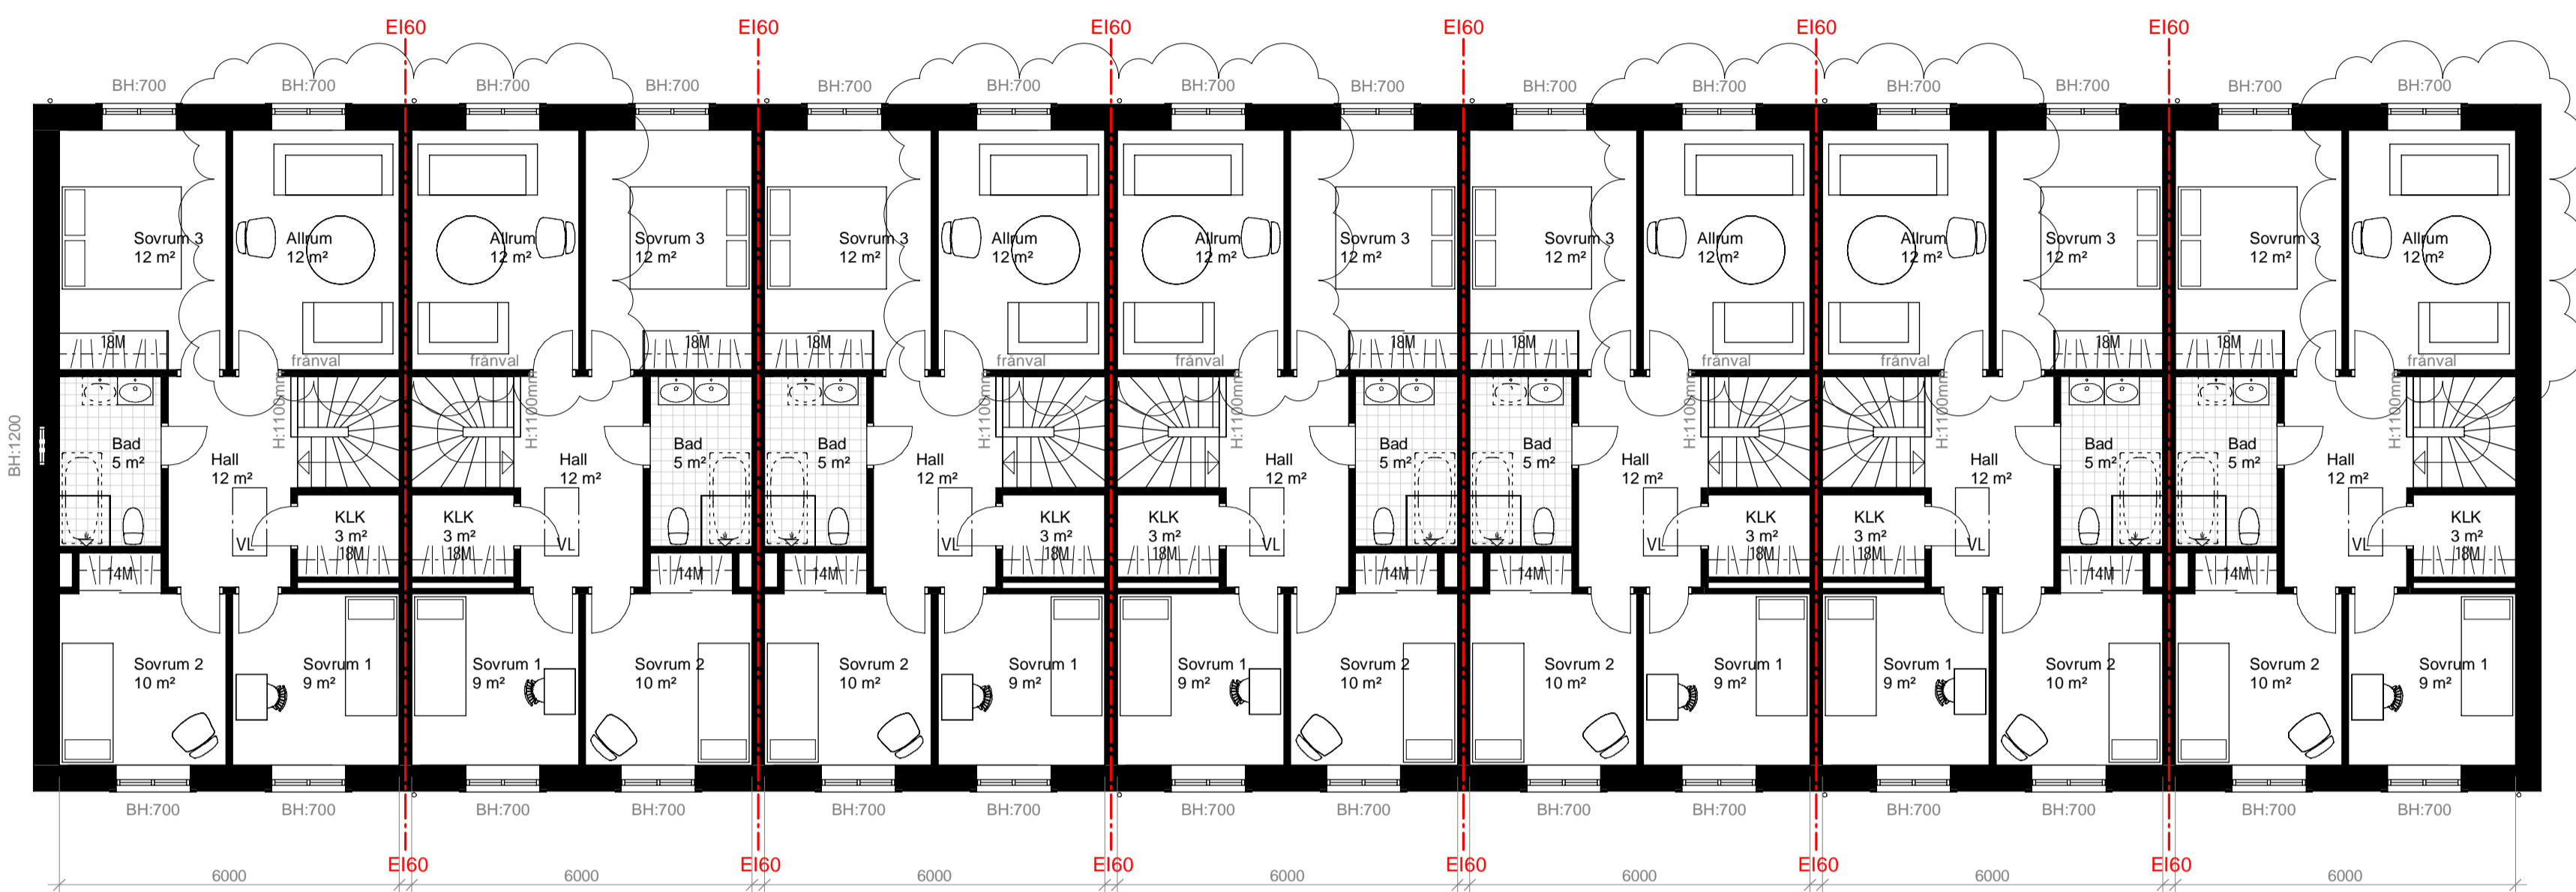 EI60 EI60 EI60 EI60 EI60 EI60
BH:700 BH:700 BH:700 BH:700 BH:700 BH:700 BH:700 BH:700 BH:700 BH:700 BH:700 BH:700 BH:700 BH:700
Sovrum 3 Allrum Allrum Sovrum 3 Sovrum 3 Allrum Allrum Sovrum 3 Sovrum 3 Allrum Allrum Sovrum 3 Sovrum 3 Allrum
12 m² 12 m² 12 m² 12 m² 12 m² 12 m² 12 m² 12 m² 12 m² 12 m² 12 m² 12 m² 12 m² 12 m²
18M 18M 18M 18M 18M 18M 18M
frånval frånval frånval frånval frånval frånval frånval
H:1100mm H:1100mm H:1100mm H:1100mm H:1100mm H:1100mm H:1100mm
BH:1200
Bad Bad Bad Bad Bad Bad Bad
5 m² 5 m² 5 m² 5 m² 5 m² 5 m² 5 m²
Hall Hall Hall Hall Hall Hall Hall
12 m² 12 m² 12 m² 12 m² 12 m² 12 m² 12 m²
KLK KLK KLK KLK KLK KLK KLK
3 m² 3 m² 3 m² 3 m² 3 m² 3 m² 3 m²
VL VL VL VL VL VL VL
18M 18M 18M 18M 18M 18M 18M
14M 14M 14M 14M 14M 14M 14M
Sovrum 2 Sovrum 1 Sovrum 1 Sovrum 2 Sovrum 2 Sovrum 1 Sovrum 1 Sovrum 2 Sovrum 2 Sovrum 1 Sovrum 1 Sovrum 2 Sovrum 2 Sovrum 1
10 m² 9 m² 9 m² 10 m² 10 m² 9 m² 9 m² 10 m² 10 m² 9 m² 9 m² 10 m² 10 m² 9 m²
BH:700 BH:700 BH:700 BH:700 BH:700 BH:700 BH:700 BH:700 BH:700 BH:700 BH:700 BH:700 BH:700 BH:700
EI60 EI60 EI60 EI60 EI60 EI60
6000 6000 6000 6000 6000 6000 6000